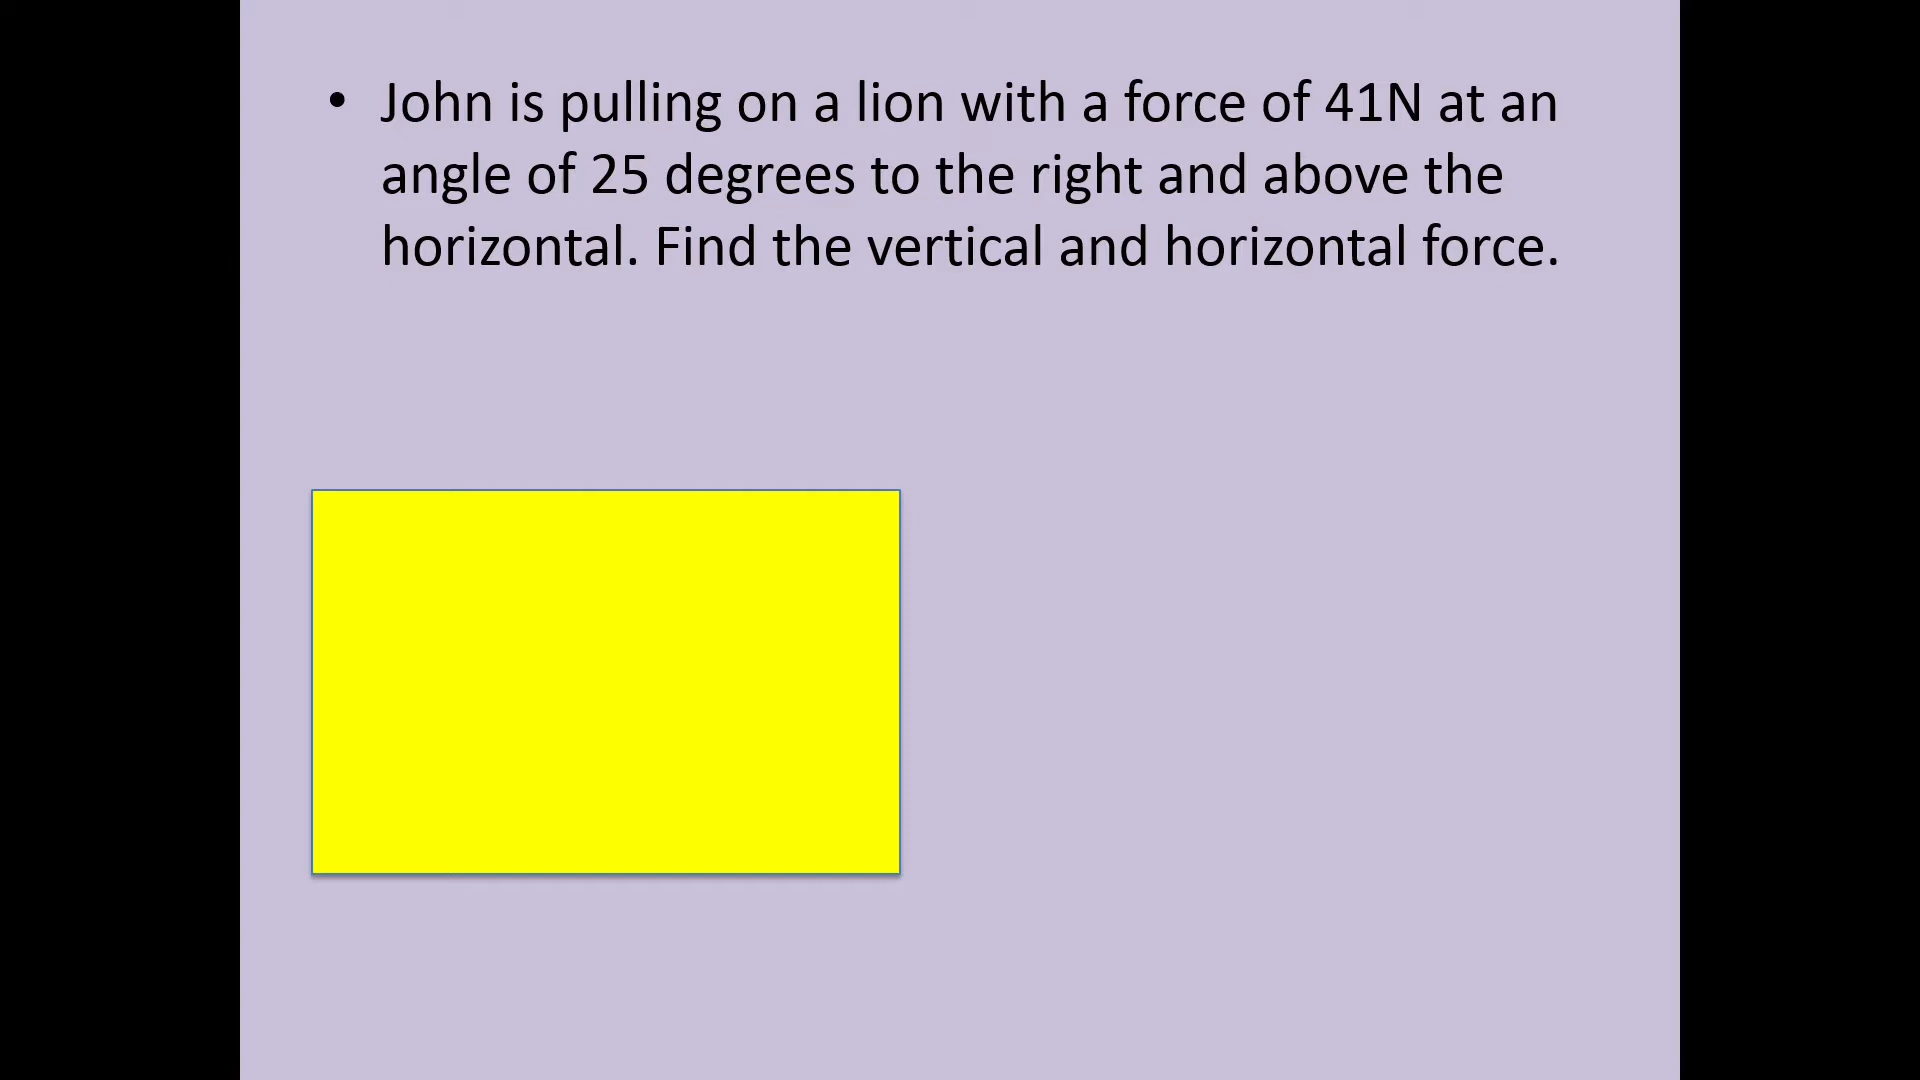 • John is pulling on a lion with a force of 41N at an
angle of 25 degrees to the right and above the
horizontal. Find the vertical and horizontal force.